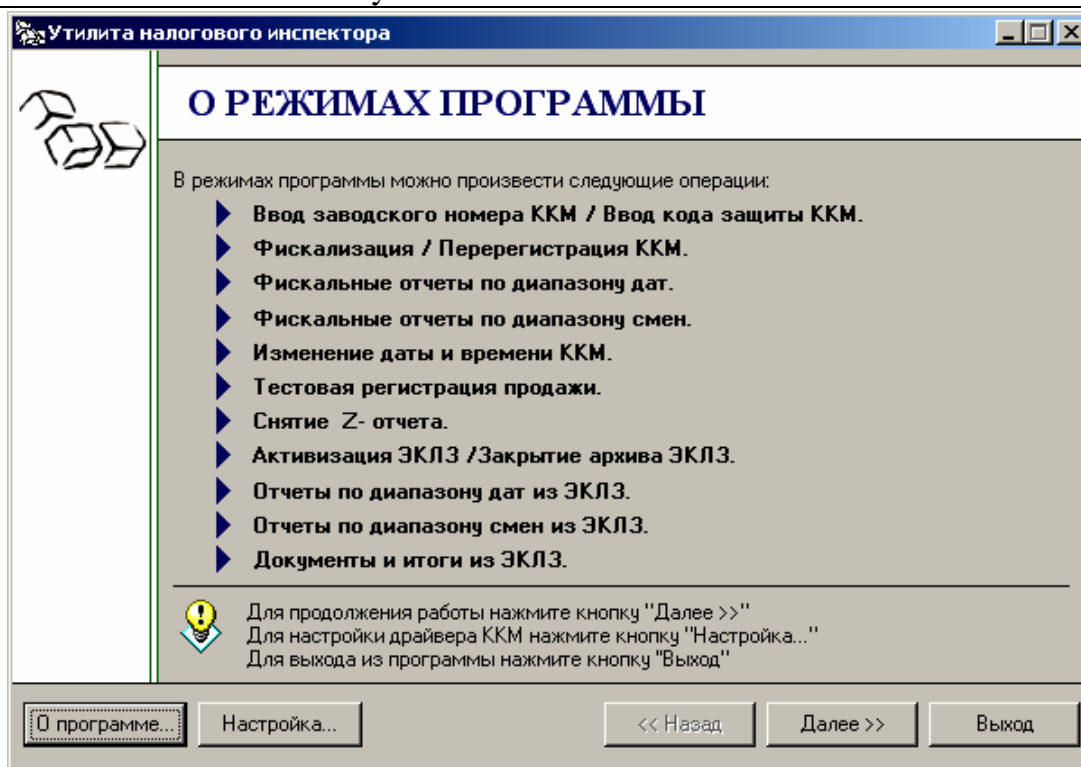 Утилита налогового инспектора
О РЕЖИМАХ ПРОГРАММЫ
В режимах программы можно произвести следующие операции:
Ввод заводского номера ККМ / Ввод кода защиты ККМ.
Фискализация / Перерегистрация ККМ.
Фискальные отчеты по диапазону дат.
Фискальные отчеты по диапазону смен.
Изменение даты и времени ККМ.
Тестовая регистрация продажи.
Снятие Z- отчета.
Активизация ЭКЛЗ /Закрытие архива ЭКЛЗ.
Отчеты по диапазону дат из ЭКЛЗ.
Отчеты по диапазону смен из ЭКЛЗ.
Документы и итоги из ЭКЛЗ.
Для продолжения работы нажмите кнопку "Далее >>"
Для настройки драйвера ККМ нажмите кнопку "Настройка..."
Для выхода из программы нажмите кнопку "Выход"
О программе... Настройка... << Назад Далее >> Выход